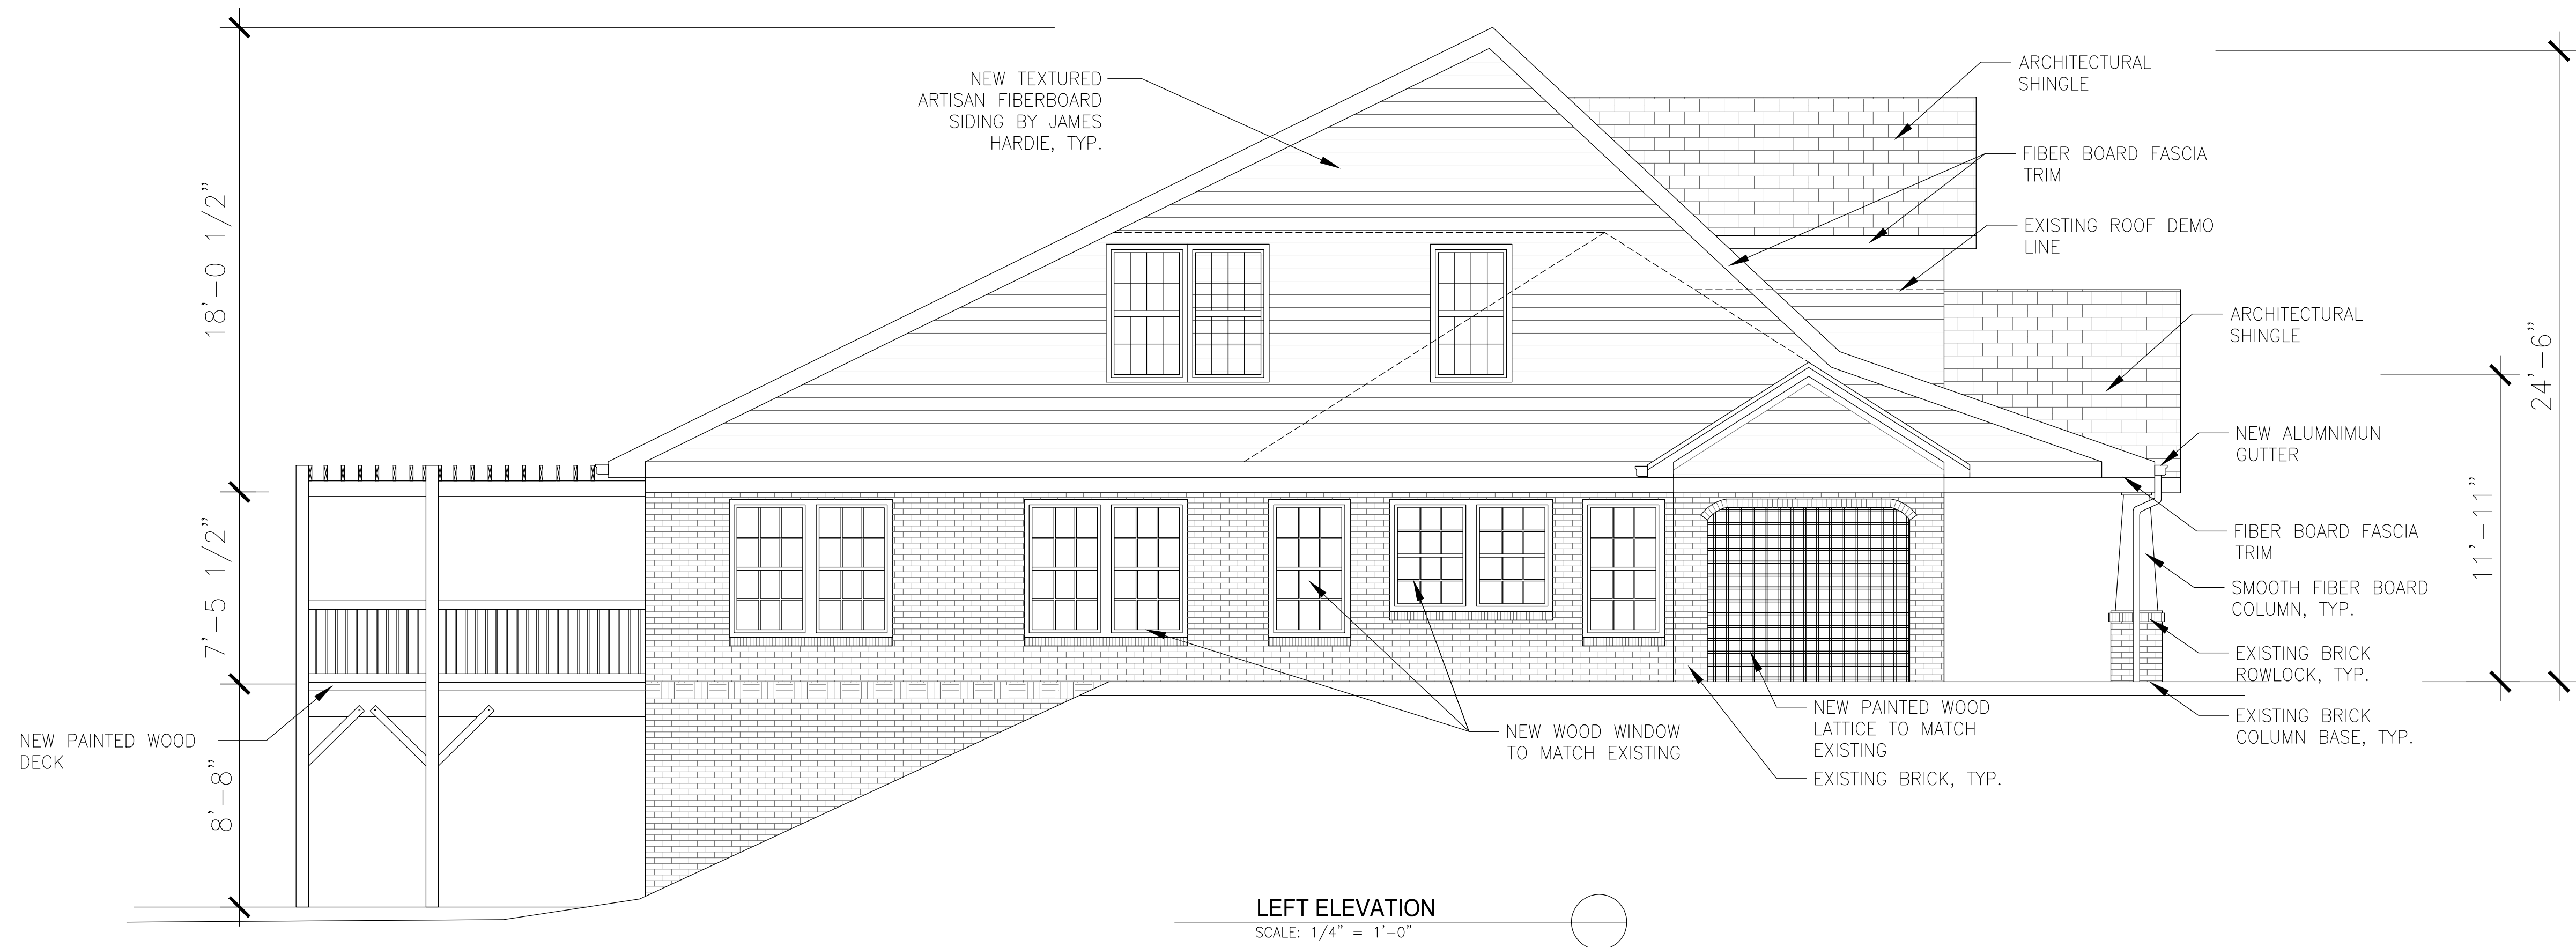 NEW TEXTURED
ARTISAN FIBERBOARD
SIDING BY JAMES
HARDIE, TYP.
ARCHITECTURAL
SHINGLE
FIBER BOARD FASCIA
TRIM
EXISTING ROOF DEMO
LINE
ARCHITECTURAL
SHINGLE
NEW ALUMNIMUN
GUTTER
FIBER BOARD FASCIA
TRIM
SMOOTH FIBER BOARD
COLUMN, TYP.
EXISTING BRICK
ROWLOCK, TYP.
EXISTING BRICK
COLUMN BASE, TYP.
NEW PAINTED WOOD
LATTICE TO MATCH
EXISTING
EXISTING BRICK, TYP.
NEW WOOD WINDOW
TO MATCH EXISTING
NEW PAINTED WOOD
DECK
18'-0 1/2"
7'-5 1/2"
8'-8"
24'-6"
11'-11"
LEFT ELEVATION
SCALE: 1/4" = 1'-0"